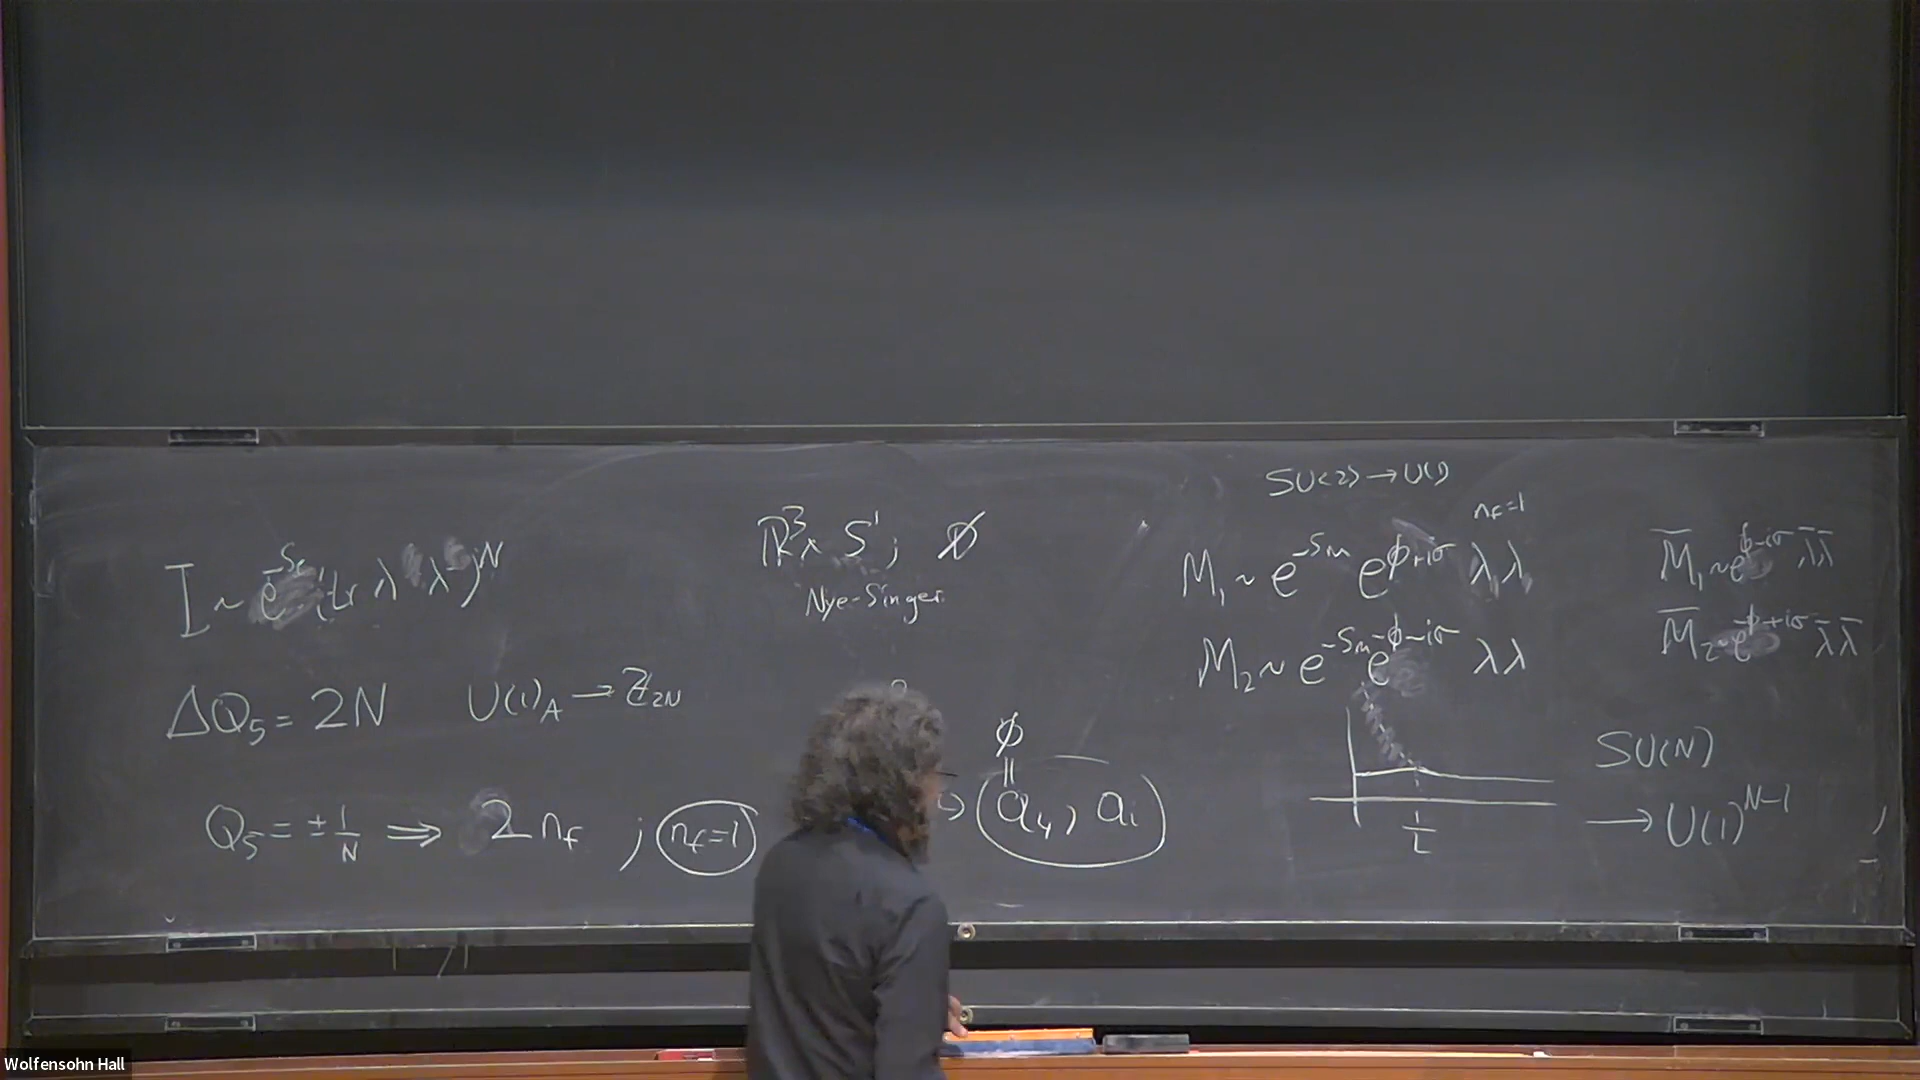 I ~ e^{-S_I} (tr λ λ)^N
ΔQ₅ = 2N U(1)_A → ℤ_{2N}
Q₅ = ± 1/N ⇒ 2 n_f ; n_f=1
ℝ³ × S¹ ; D̸
Nye-Singer
ϕ
||
a₄, aᵢ
SU(2) → U(1)
n_f=1
M₁ ~ e^{-S_m} e^{ϕ+iσ} λλ
M₂ ~ e^{-S_m} e^{-ϕ-iσ} λλ
1/L
M̄₁ ~ e^{ϕ-iσ} λ̄λ̄
M̄₂ ~ e^{-ϕ+iσ} λ̄λ̄
SU(N)
→ U(1)^{N-1}
Wolfensohn Hall